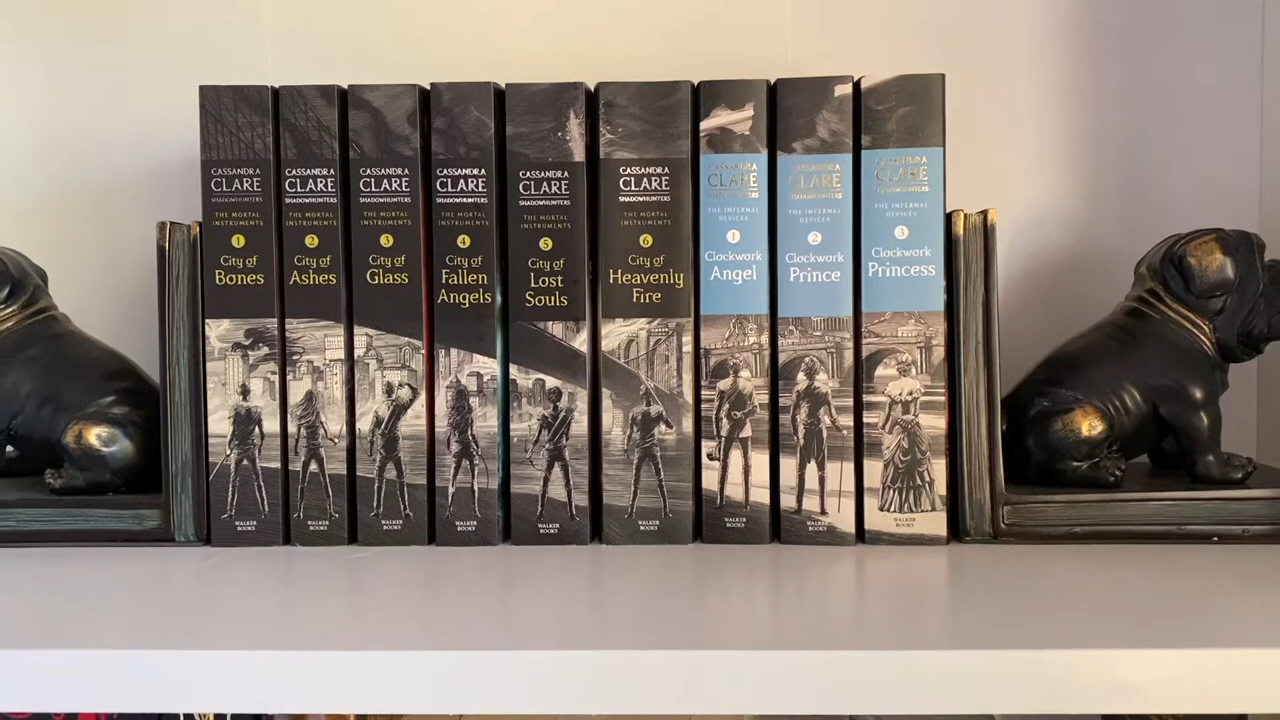 CASSANDRA
CLARE
SHADOWHUNTERS
THE MORTAL
INSTRUMENTS
1
City of
Bones
WALKER
BOOKS
CASSANDRA
CLARE
SHADOWHUNTERS
THE MORTAL
INSTRUMENTS
2
City of
Ashes
WALKER
BOOKS
CASSANDRA
CLARE
SHADOWHUNTERS
THE MORTAL
INSTRUMENTS
3
City of
Glass
WALKER
BOOKS
CASSANDRA
CLARE
SHADOWHUNTERS
THE MORTAL
INSTRUMENTS
4
City of
Fallen
Angels
WALKER
BOOKS
CASSANDRA
CLARE
SHADOWHUNTERS
THE MORTAL
INSTRUMENTS
5
City of
Lost
Souls
WALKER
BOOKS
CASSANDRA
CLARE
SHADOWHUNTERS
THE MORTAL
INSTRUMENTS
6
City of
Heavenly
Fire
WALKER
BOOKS
CASSANDRA
CLARE
SHADOWHUNTERS
THE INFERNAL
DEVICES
1
Clockwork
Angel
WALKER
BOOKS
CASSANDRA
CLARE
SHADOWHUNTERS
THE INFERNAL
DEVICES
2
Clockwork
Prince
WALKER
BOOKS
CASSANDRA
CLARE
SHADOWHUNTERS
THE INFERNAL
DEVICES
3
Clockwork
Princess
WALKER
BOOKS